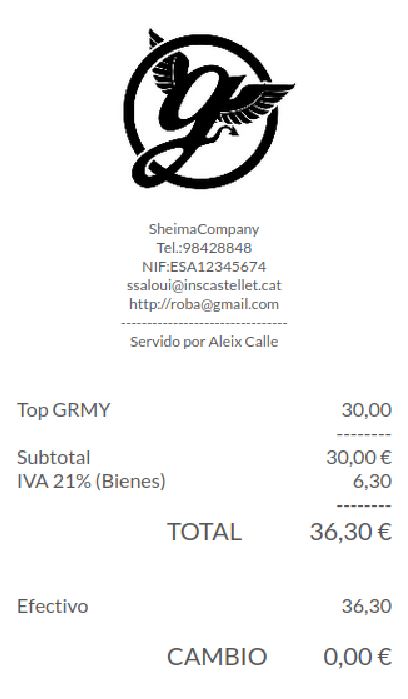 g
SheimaCompany
Tel.:98428848
NIF:ESA12345674
ssaloui@inscastellet.cat
http://roba@gmail.com
--------------------------------
Servido por Aleix Calle
Top GRMY 30,00
--------
Subtotal 30,00 €
IVA 21% (Bienes) 6,30
--------
TOTAL 36,30 €
Efectivo 36,30
CAMBIO 0,00 €